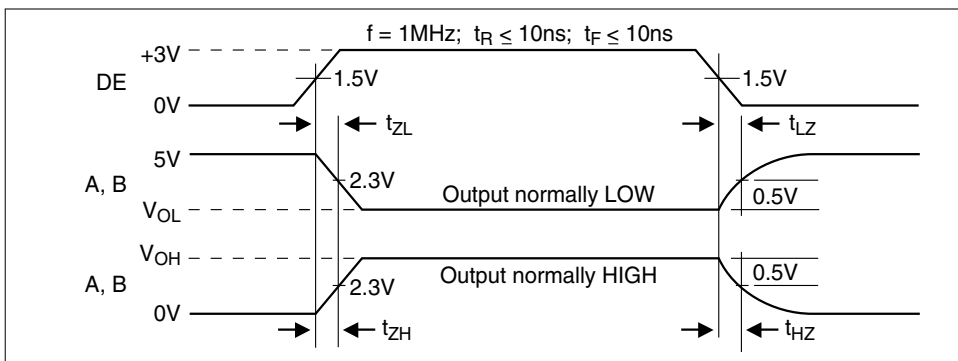 f = 1MHz; tR ≤ 10ns; tF ≤ 10ns
+3V
DE
1.5V
1.5V
0V
tZL
tLZ
5V
A, B
2.3V
Output normally LOW
0.5V
VOL
VOH
A, B
2.3V
Output normally HIGH
0.5V
0V
tZH
tHZ